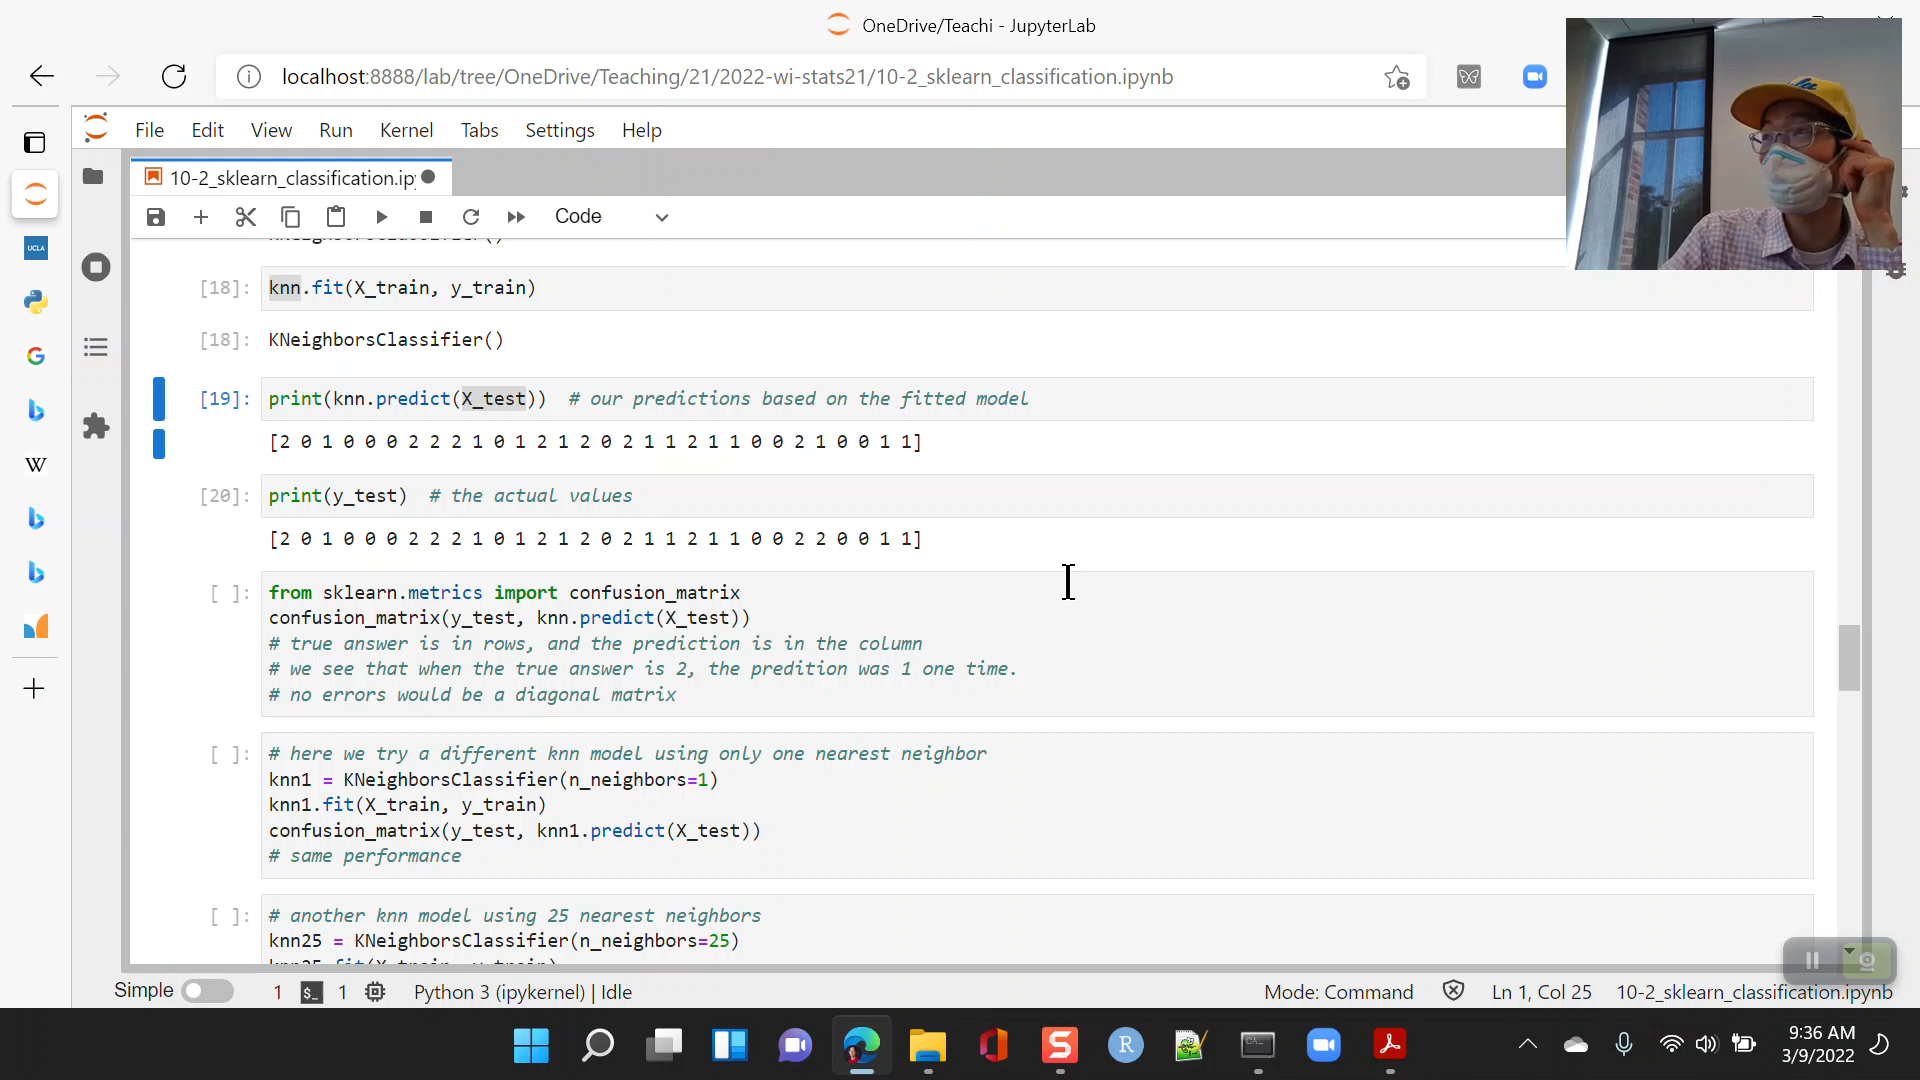 OneDrive/Teachi - JupyterLab
localhost:8888/lab/tree/OneDrive/Teaching/21/2022-wi-stats21/10-2_sklearn_classification.ipynb
File Edit View Run Kernel Tabs Settings Help
10-2_sklearn_classification.ipy
Code
UCLA
[18]: knn.fit(X_train, y_train)
[18]: KNeighborsClassifier()
[19]: print(knn.predict(X_test))  # our predictions based on the fitted model
[2 0 1 0 0 0 2 2 2 1 0 1 2 1 2 0 2 1 1 2 1 1 0 0 2 1 0 0 1 1]
[20]: print(y_test)  # the actual values
[2 0 1 0 0 0 2 2 2 1 0 1 2 1 2 0 2 1 1 2 1 1 0 0 2 2 0 0 1 1]
[ ]: from sklearn.metrics import confusion_matrix
confusion_matrix(y_test, knn.predict(X_test))
# true answer is in rows, and the prediction is in the column
# we see that when the true answer is 2, the predition was 1 one time.
# no errors would be a diagonal matrix
[ ]: # here we try a different knn model using only one nearest neighbor
knn1 = KNeighborsClassifier(n_neighbors=1)
knn1.fit(X_train, y_train)
confusion_matrix(y_test, knn1.predict(X_test))
# same performance
[ ]: # another knn model using 25 nearest neighbors
knn25 = KNeighborsClassifier(n_neighbors=25)
knn25.fit(X_train, y_train)
Simple 1 1 Python 3 (ipykernel) | Idle Mode: Command Ln 1, Col 25 10-2_sklearn_classification.ipynb
9:36 AM
3/9/2022